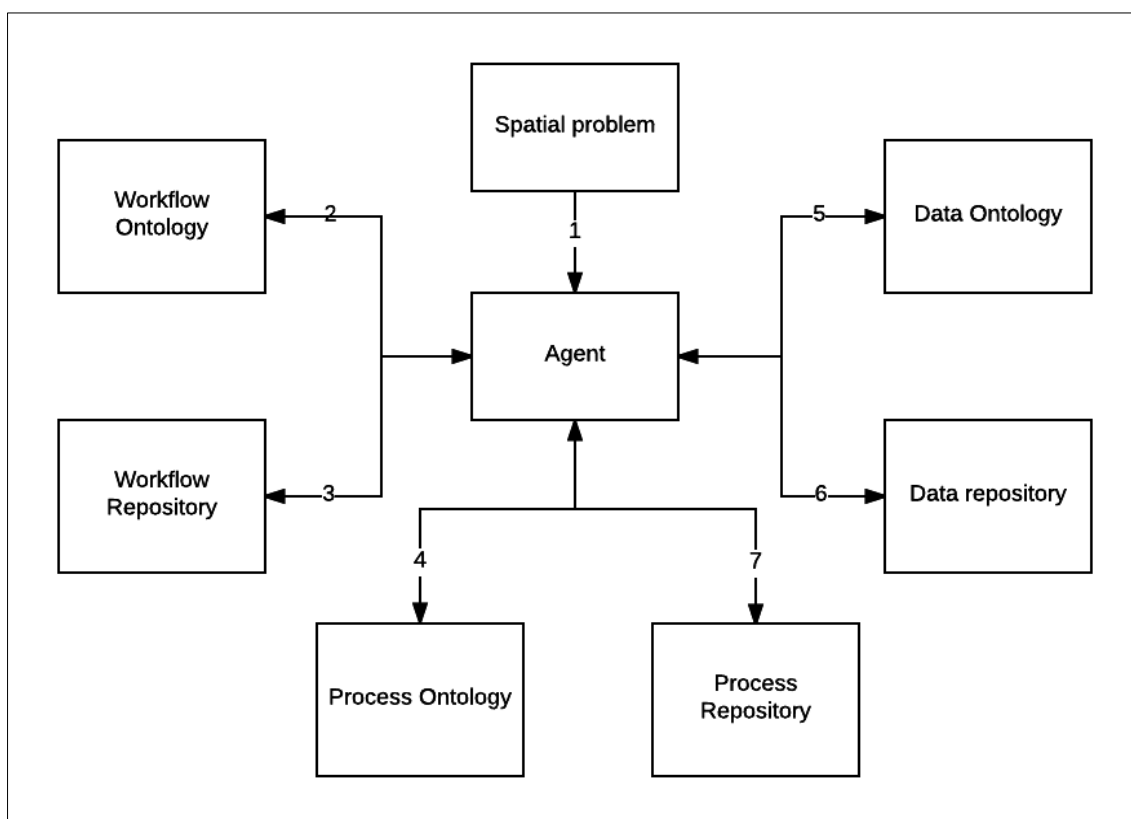 Spatial problem
Workflow
Ontology
2
1
5
Data Ontology
Agent
Workflow
Repository
3
6
Data repository
4
7
Process Ontology
Process
Repository